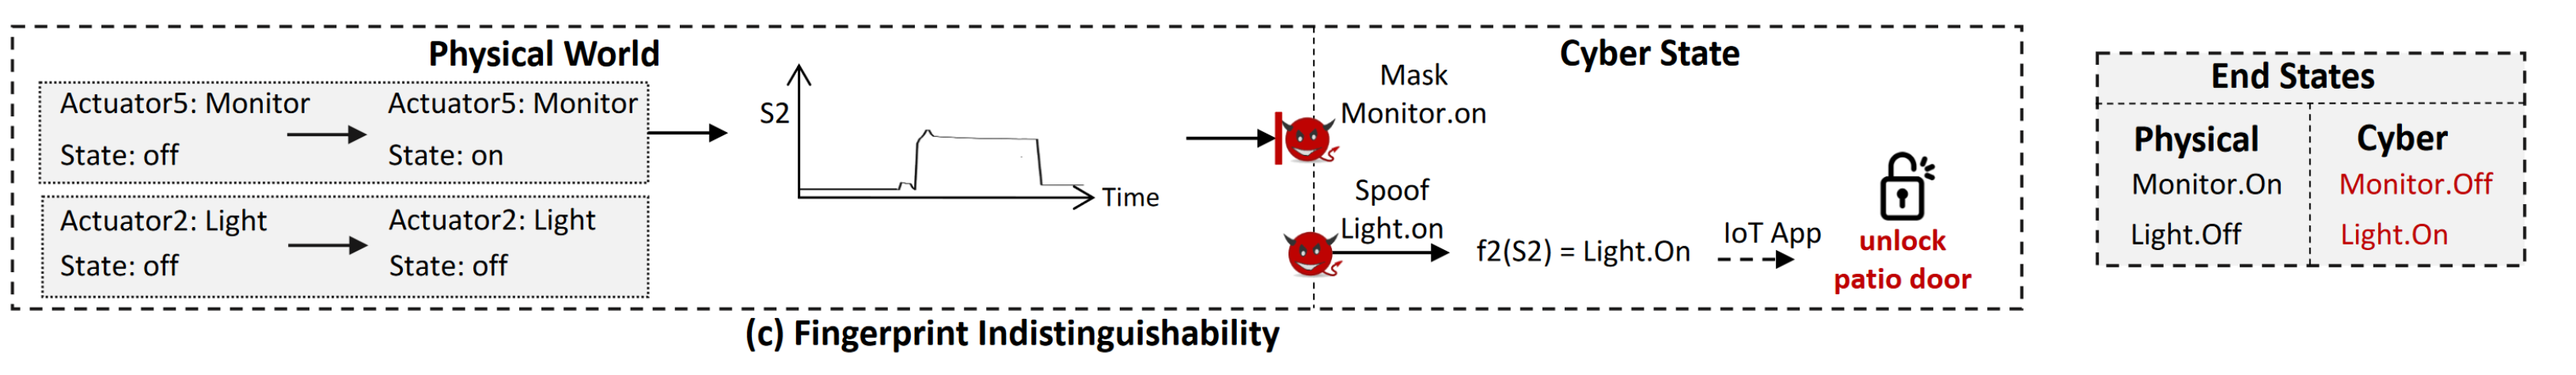 Physical World
Actuator5: Monitor
State: off
Actuator5: Monitor
State: on
Actuator2: Light
State: off
Actuator2: Light
State: off
S2
Time
Cyber State
Mask
Monitor.on
Spoof
Light.on
f2(S2) = Light.On
IoT App
unlock
patio door
End States
Physical
Cyber
Monitor.On
Monitor.Off
Light.Off
Light.On
(c) Fingerprint Indistinguishability